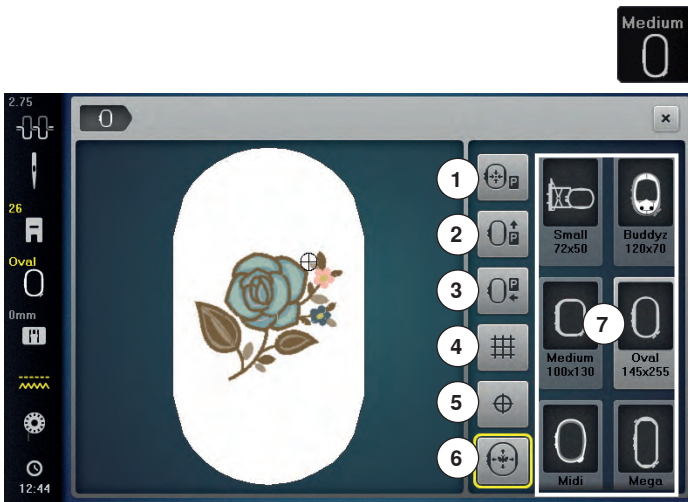 Medium
2.75
26
Oval
0mm
12:44
×
1
P
2
P
3
P
4
5
6
7
Small
72x50
Buddyz
120x70
Medium
100x130
Oval
145x255
Midi
Mega